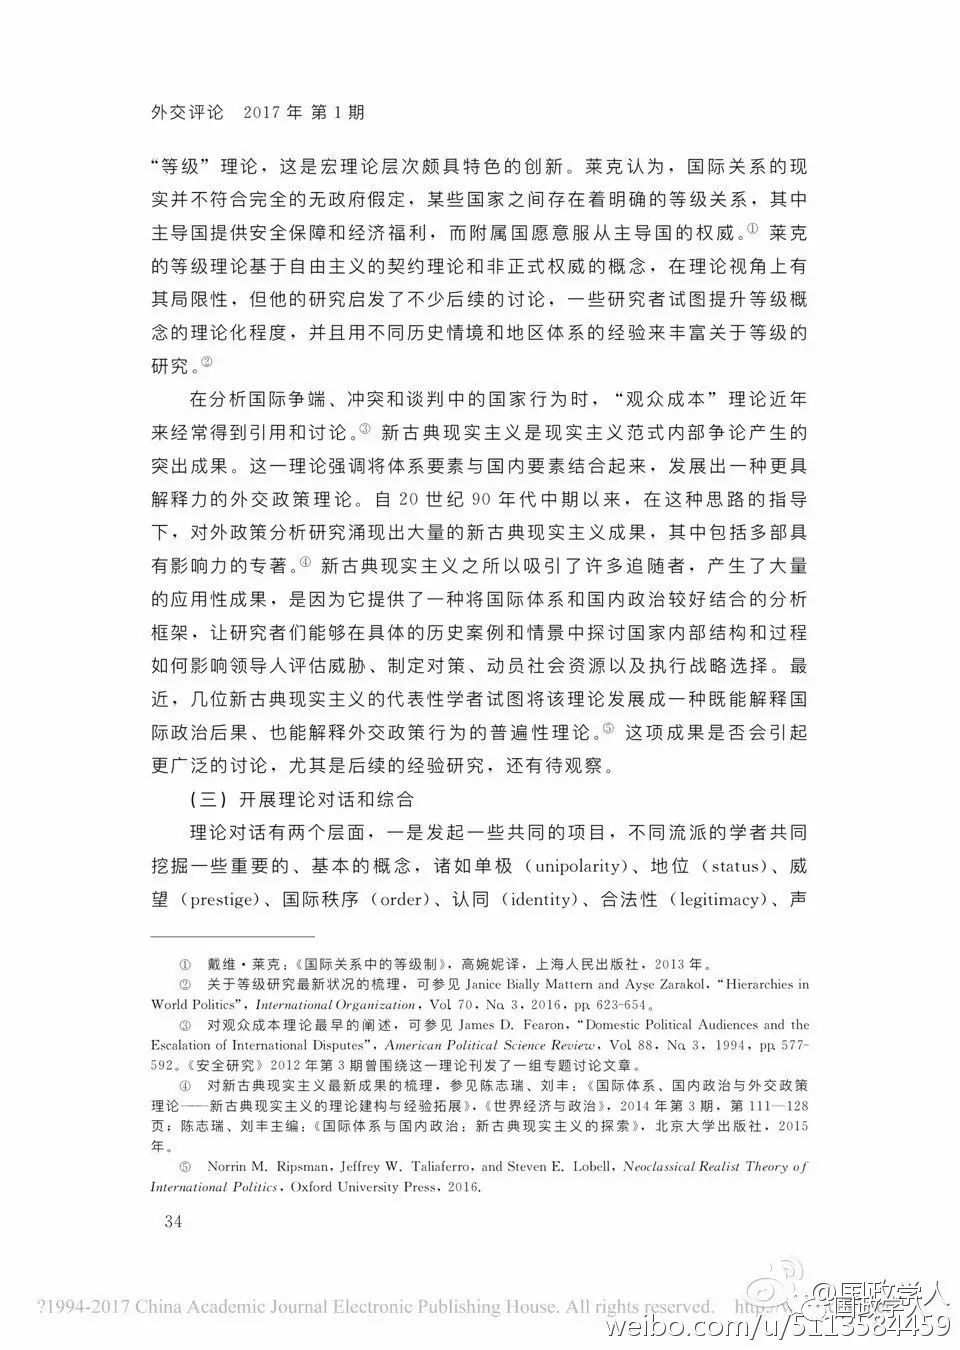 外交评论 2017 年 第 1 期
“等级”理论，这是宏理论层次颇具特色的创新。莱克认为，国际关系的现
实并不符合完全的无政府假定，某些国家之间存在着明确的等级关系，其中
主导国提供安全保障和经济福利，而附属国愿意服从主导国的权威。① 莱克
的等级理论基于自由主义的契约理论和非正式权威的概念，在理论视角上有
其局限性，但他的研究启发了不少后续的讨论，一些研究者试图提升等级概
念的理论化程度，并且用不同历史情境和地区体系的经验来丰富关于等级的
研究。②
在分析国际争端、冲突和谈判中的国家行为时，“观众成本”理论近年
来经常得到引用和讨论。③ 新古典现实主义是现实主义范式内部争论产生的
突出成果。这一理论强调将体系要素与国内要素结合起来，发展出一种更具
解释力的外交政策理论。自 20 世纪 90 年代中期以来，在这种思路的指导
下，对外政策分析研究涌现出大量的新古典现实主义成果，其中包括多部具
有影响力的专著。④ 新古典现实主义之所以吸引了许多追随者，产生了大量
的应用性成果，是因为它提供了一种将国际体系和国内政治较好结合的分析
框架，让研究者们能够在具体的历史案例和情景中探讨国家内部结构和过程
如何影响领导人评估威胁、制定对策、动员社会资源以及执行战略选择。最
近，几位新古典现实主义的代表性学者试图将该理论发展成一种既能解释国
际政治后果、也能解释外交政策行为的普遍性理论。⑤ 这项成果是否会引起
更广泛的讨论，尤其是后续的经验研究，还有待观察。
（三）开展理论对话和综合
理论对话有两个层面，一是发起一些共同的项目，不同流派的学者共同
挖掘一些重要的、基本的概念，诸如单极（unipolarity）、地位（status）、威
望（prestige）、国际秩序（order）、认同（identity）、合法性（legitimacy）、声
① 戴维·莱克：《国际关系中的等级制》，高婉妮译，上海人民出版社，2013 年。
② 关于等级研究最新状况的梳理，可参见 Janice Bially Mattern and Ayşe Zarakol, “Hierarchies in
World Politics”, International Organization, Vol. 70, No. 3, 2016, pp. 623-654。
③ 对观众成本理论最早的阐述，可参见 James D. Fearon, “Domestic Political Audiences and the
Escalation of International Disputes”, American Political Science Review, Vol. 88, No. 3, 1994, pp. 577-
592。《安全研究》2012 年第 3 期曾围绕这一理论刊发了一组专题讨论文章。
④ 对新古典现实主义最新成果的梳理，参见陈志瑞、刘丰：《国际体系、国内政治与外交政策
理论——新古典现实主义的理论建构与经验拓展》，《世界经济与政治》，2014 年第 3 期，第 111—128
页；陈志瑞、刘丰主编：《国际体系与国内政治：新古典现实主义的探索》，北京大学出版社，2015
年。
⑤ Norrin M. Ripsman, Jeffrey W. Taliaferro, and Steven E. Lobell, Neoclassical Realist Theory of
International Politics, Oxford University Press, 2016.
34
?1994-2017 China Academic Journal Electronic Publishing House. All rights reserved. http://
@国政学人
国政学人
weibo.com/u/5113584459